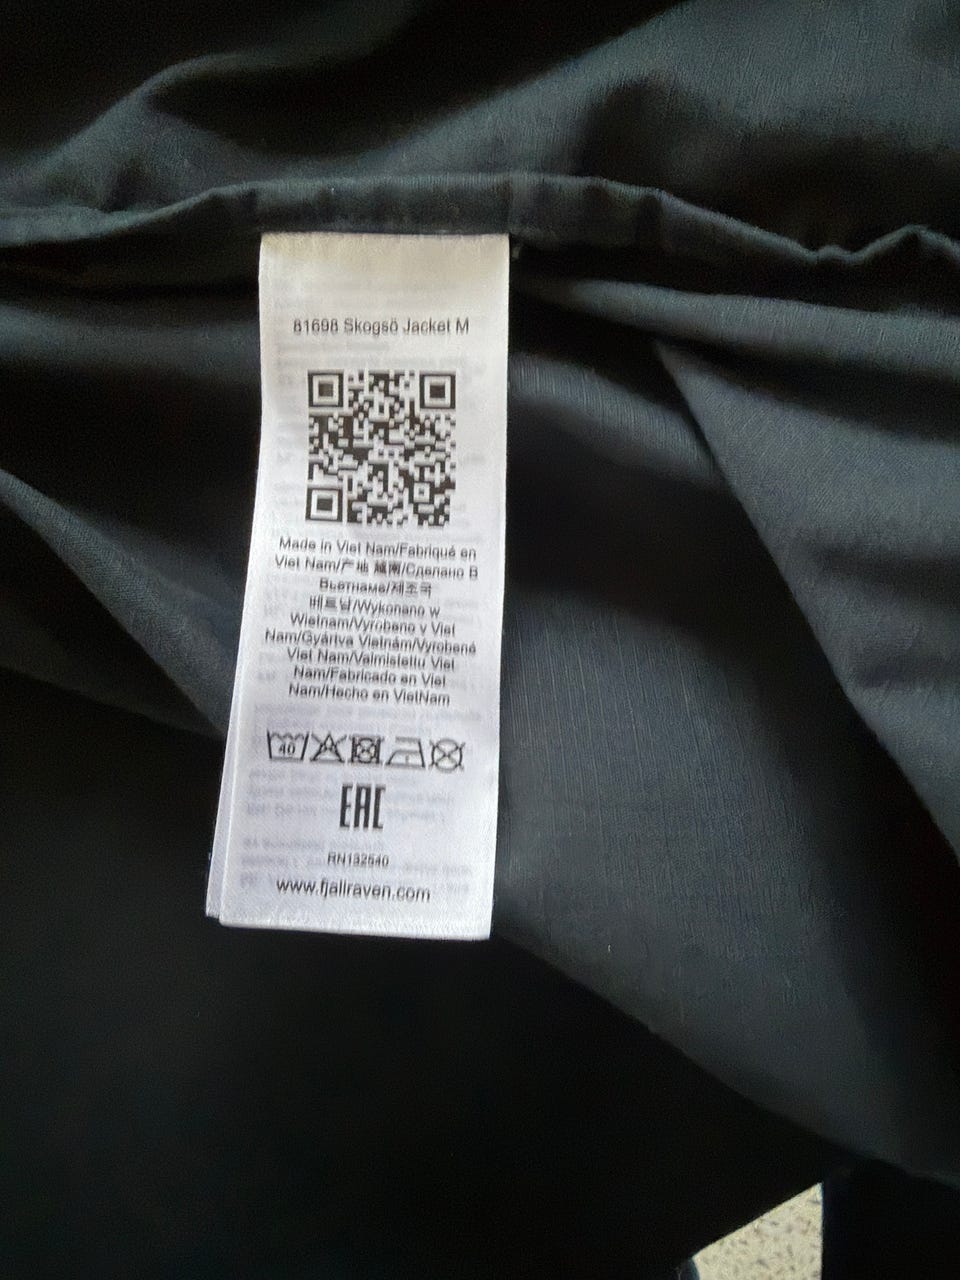 81698 Skogsö Jacket M
Made in Viet Nam/Fabriqué en
Viet Nam/产地 越南/Сделано В
Вьетнаме/제조국
베트남/Wykonano w
Wietnam/Vyrobeno v Viet
Nam/Gyártva Vietnám/Vyrobené
Viet Nam/Valmistettu Viet
Nam/Fabricado en Viet
Nam/Hecho en VietNam
40
EAC
RN132540
www.fjallraven.com